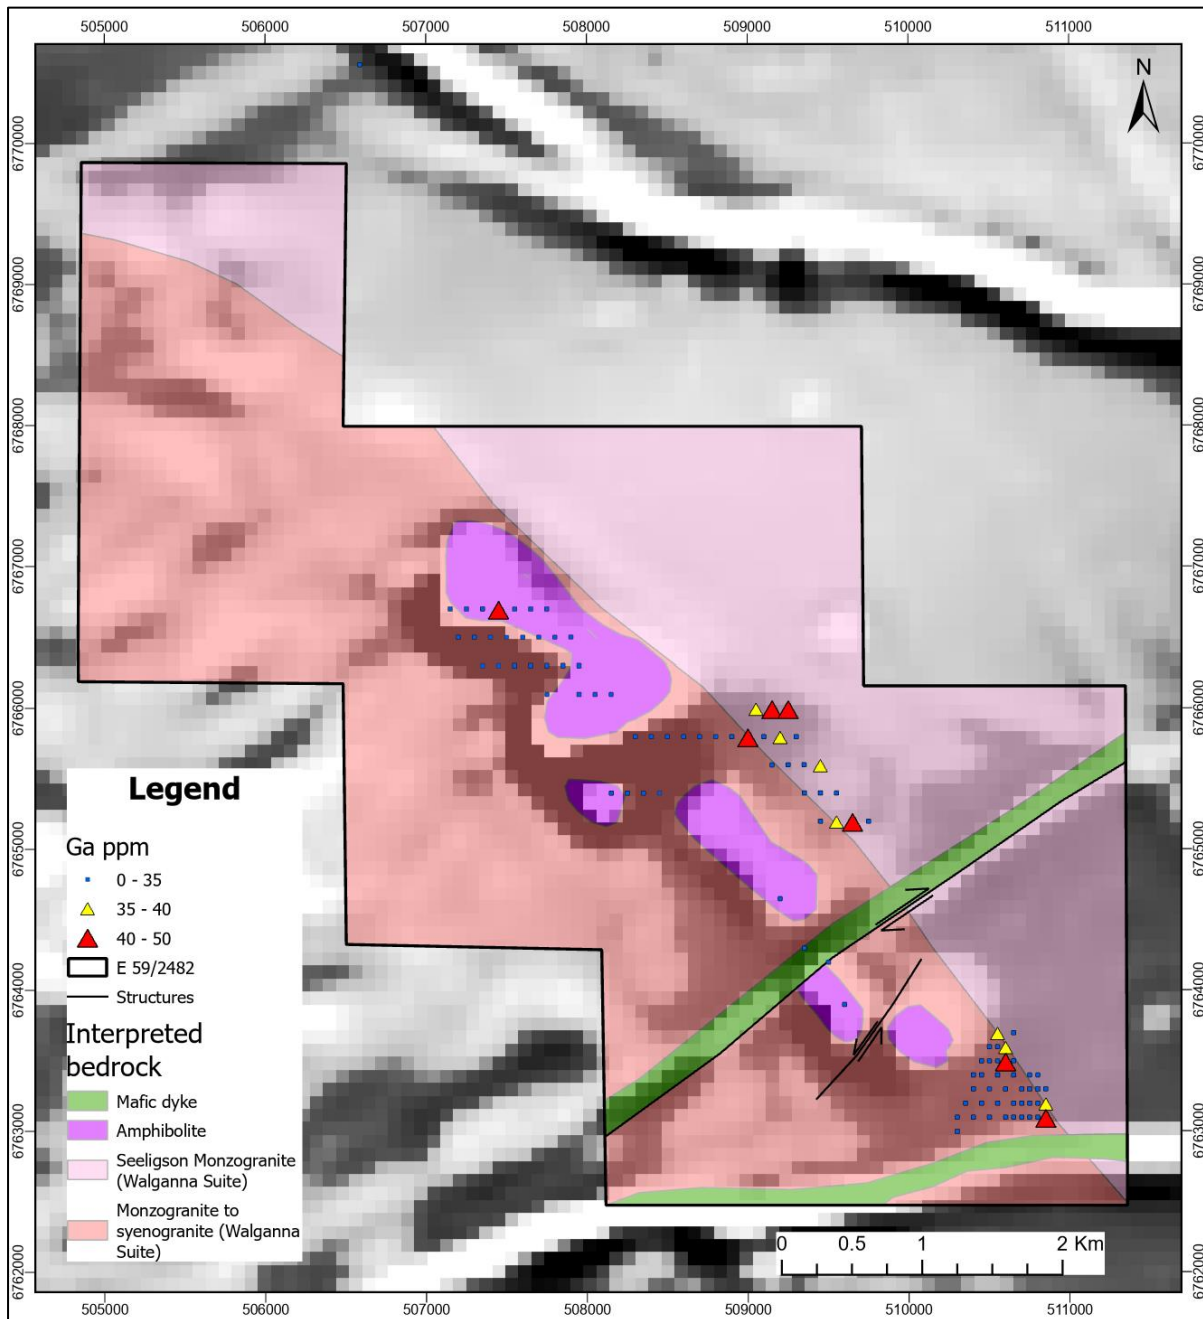 505000 506000 507000 508000 509000 510000 511000
N
6770000 6770000
6769000 6769000
6768000 6768000
6767000 6767000
6766000 6766000
6765000 6765000
6764000 6764000
6763000 6763000
6762000 6762000
Legend
Ga ppm
0 - 35
35 - 40
40 - 50
E 59/2482
Structures
Interpreted
bedrock
Mafic dyke
Amphibolite
Seeligson Monzogranite
(Walganna Suite)
Monzogranite to
syenogranite (Walganna
Suite)
0 0.5 1 2 Km
505000 506000 507000 508000 509000 510000 511000